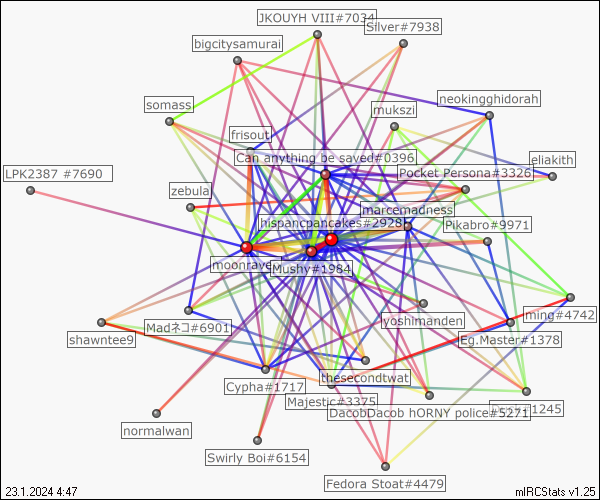 JKOUYH VIII#7034
Silver#7938
bigcitysamurai
neokingghidorah
somass
mukszi
frisout
Can anything be saved#0396
eliakith
LPK2387 #7690
Pocket Persona#3326
zebula
marcemadness
hispancpancakes#2928
Pikabro#9971
moonrave
Mushy#1984
ming#4742
Madネコ#6901
lyoshimanden
shawntee9
Eg.Master#1378
thesecondtwat
Cypha#1717
Majestic#3375
DacobDacob hORNY police#5271
#1245
normalwan
Swirly Boi#6154
Fedora Stoat#4479
23.1.2024 4:47
mIRCStats v1.25